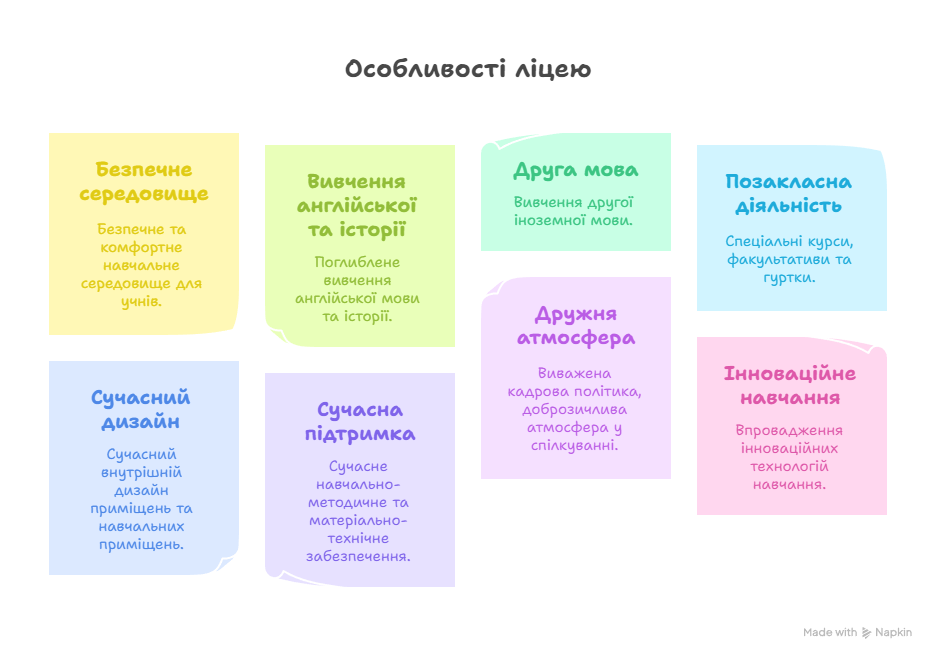 Особливості ліцею
Безпечне
середовище
Безпечне та
комфортне
навчальне
середовище для
учнів.
Вивчення
англійської
та історії
Поглиблене
вивчення
англійської мови
та історії.
Друга мова
Вивчення другої
іноземної мови.
Позакласна
діяльність
Спеціальні курси,
факультативи та
гуртки.
Сучасний
дизайн
Сучасний
внутрішній
дизайн
приміщень та
навчальних
приміщень.
Сучасна
підтримка
Сучасне
навчально-
методичне та
матеріально-
технічне
забезпечення.
Дружня
атмосфера
Виважена
кадрова політика,
доброзичлива
атмосфера у
спілкуванні.
Інноваційне
навчання
Впровадження
інноваційних
технологій
навчання.
Made with Napkin